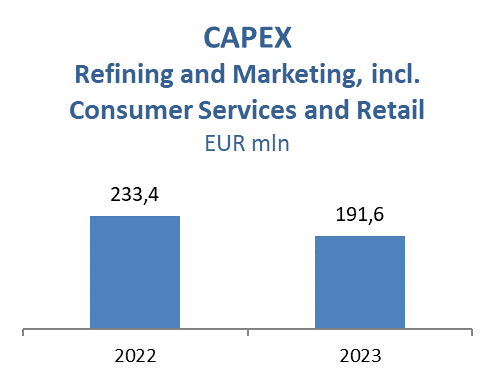 CAPEX
Refining and Marketing, incl.
Consumer Services and Retail
EUR mln
233,4
191,6
2022
2023